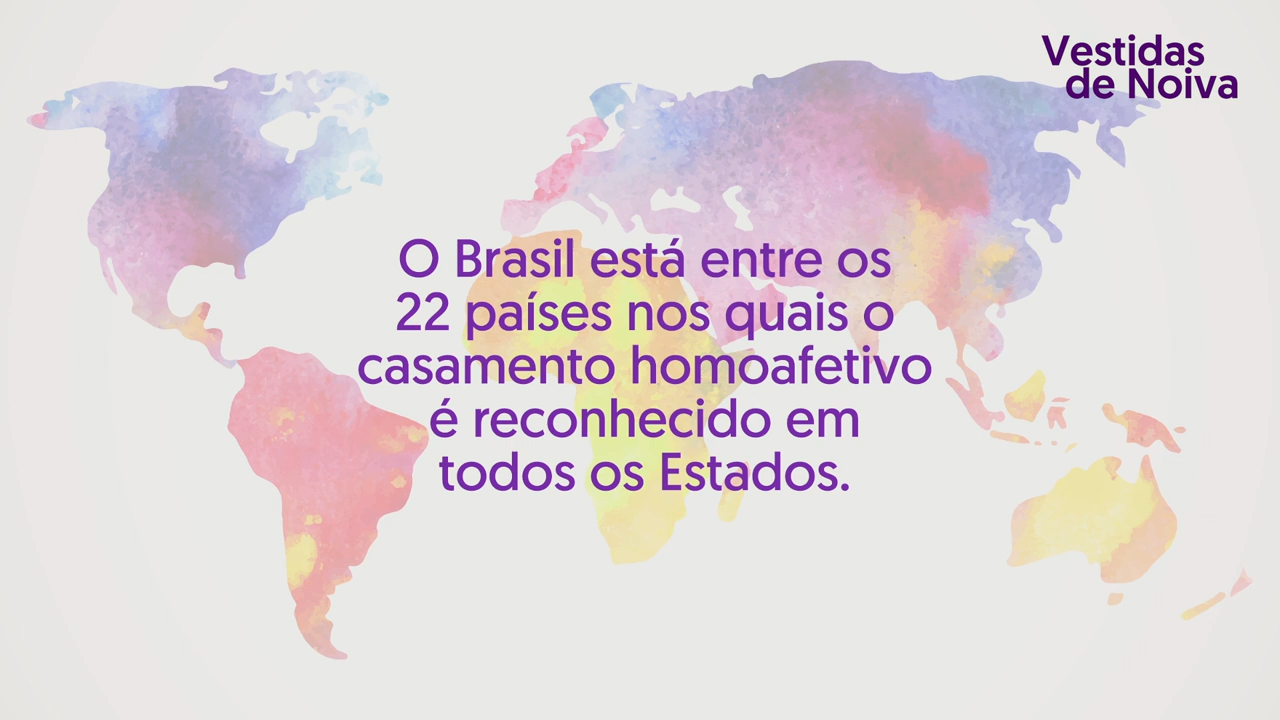 Vestidas
de Noiva
O Brasil está entre os
22 países nos quais o
casamento homoafetivo
é reconhecido em
todos os Estados.